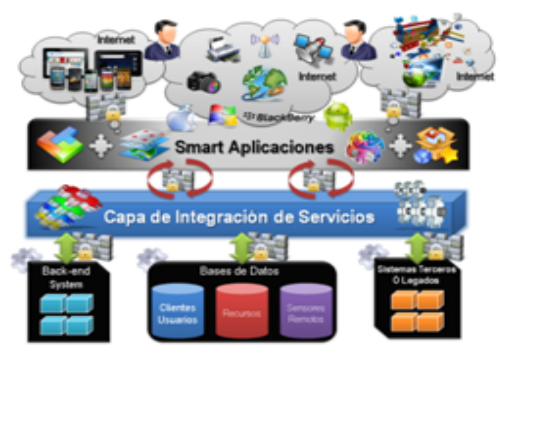 Internet
Internet
Internet
BlackBerry
Smart Aplicaciones
Capa de Integración de Servicios
Back-end
System
Bases de Datos
Sistemas Terceros
Ó Legados
Clientes
Usuarios
Recursos
Sensores
Remotos